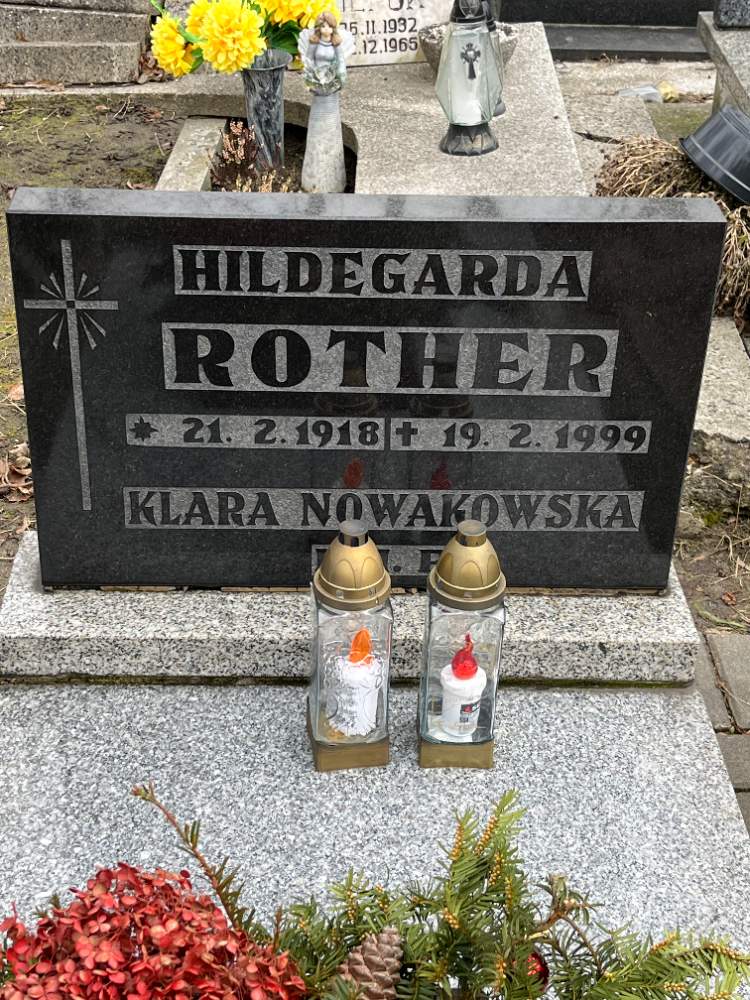 25.11.1932
.12.1965
HILDEGARDA
ROTHER
* 21. 2. 1918 ✝ 19. 2. 1999
KLARA NOWAKOWSKA